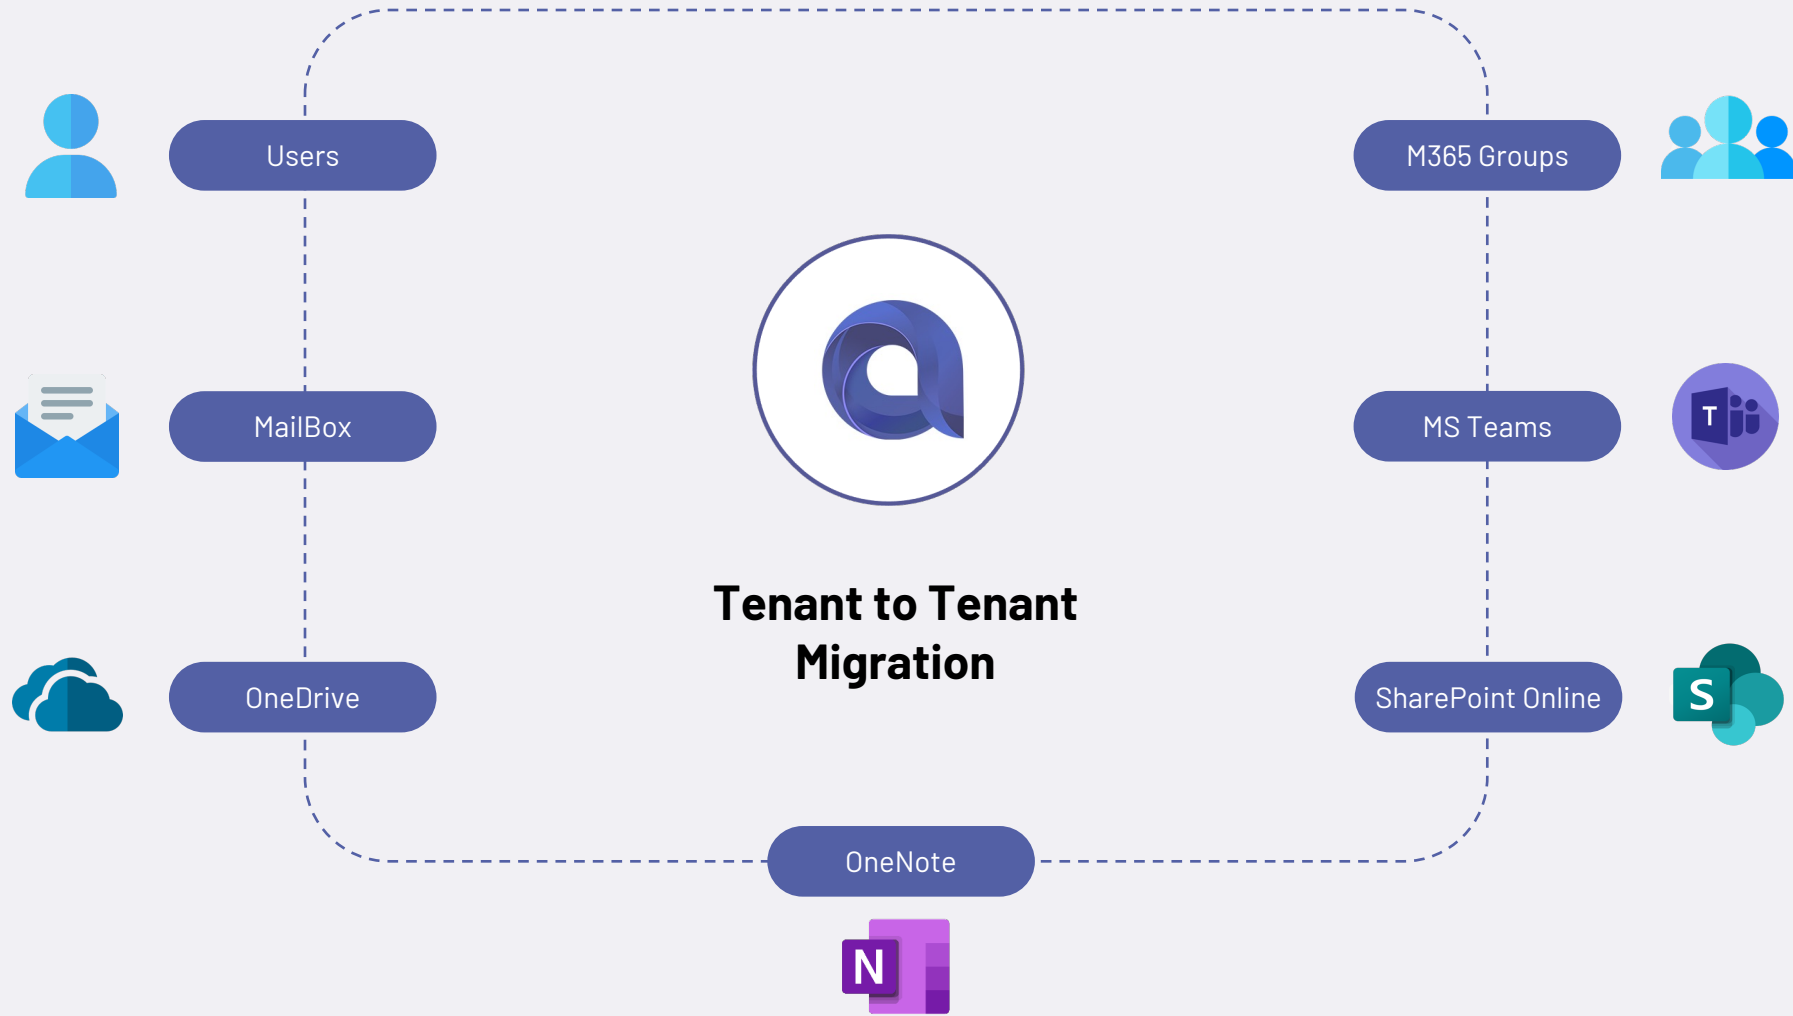 Users
M365 Groups
MailBox
MS Teams
T
Tenant to Tenant
Migration
OneDrive
SharePoint Online
S
OneNote
N